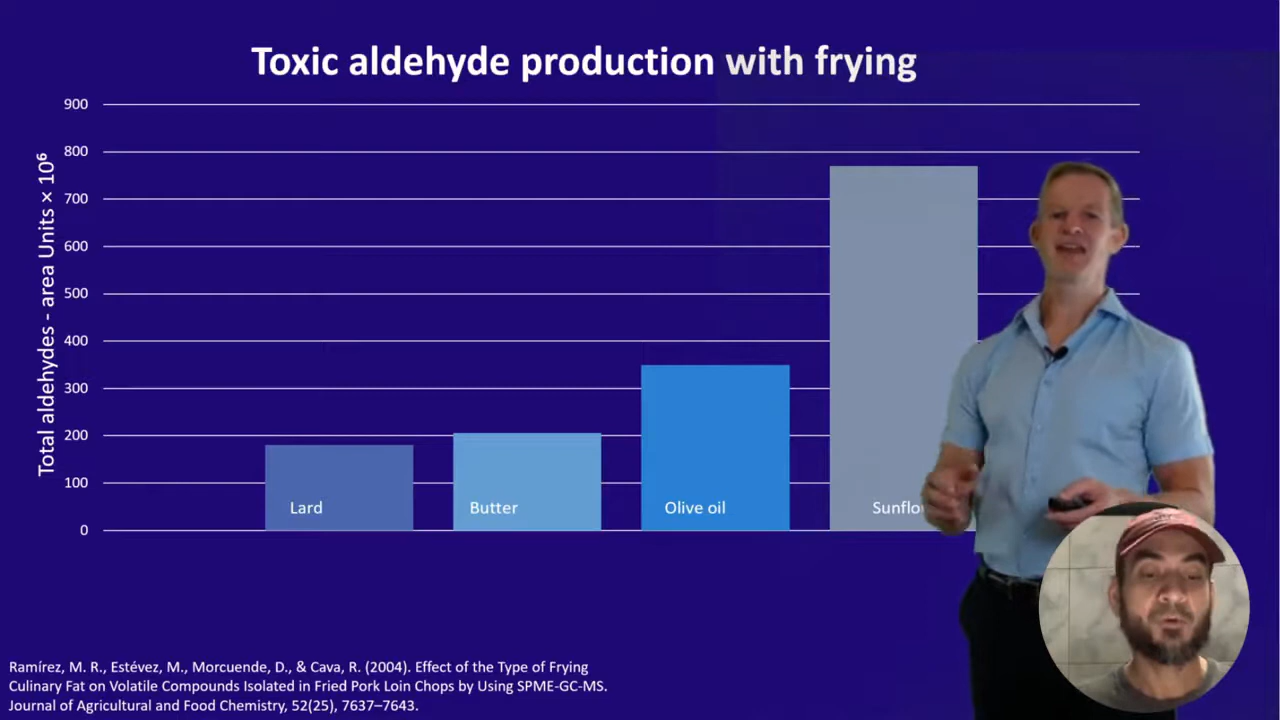 Toxic aldehyde production with frying
Total aldehydes - area Units × 10⁶
900
800
700
600
500
400
300
200
100
0
Lard
Butter
Olive oil
Ramírez, M. R., Estévez, M., Morcuende, D., & Cava, R. (2004). Effect of the Type of Frying
Culinary Fat on Volatile Compounds Isolated in Fried Pork Loin Chops by Using SPME-GC-MS.
Journal of Agricultural and Food Chemistry, 52(25), 7637–7643.